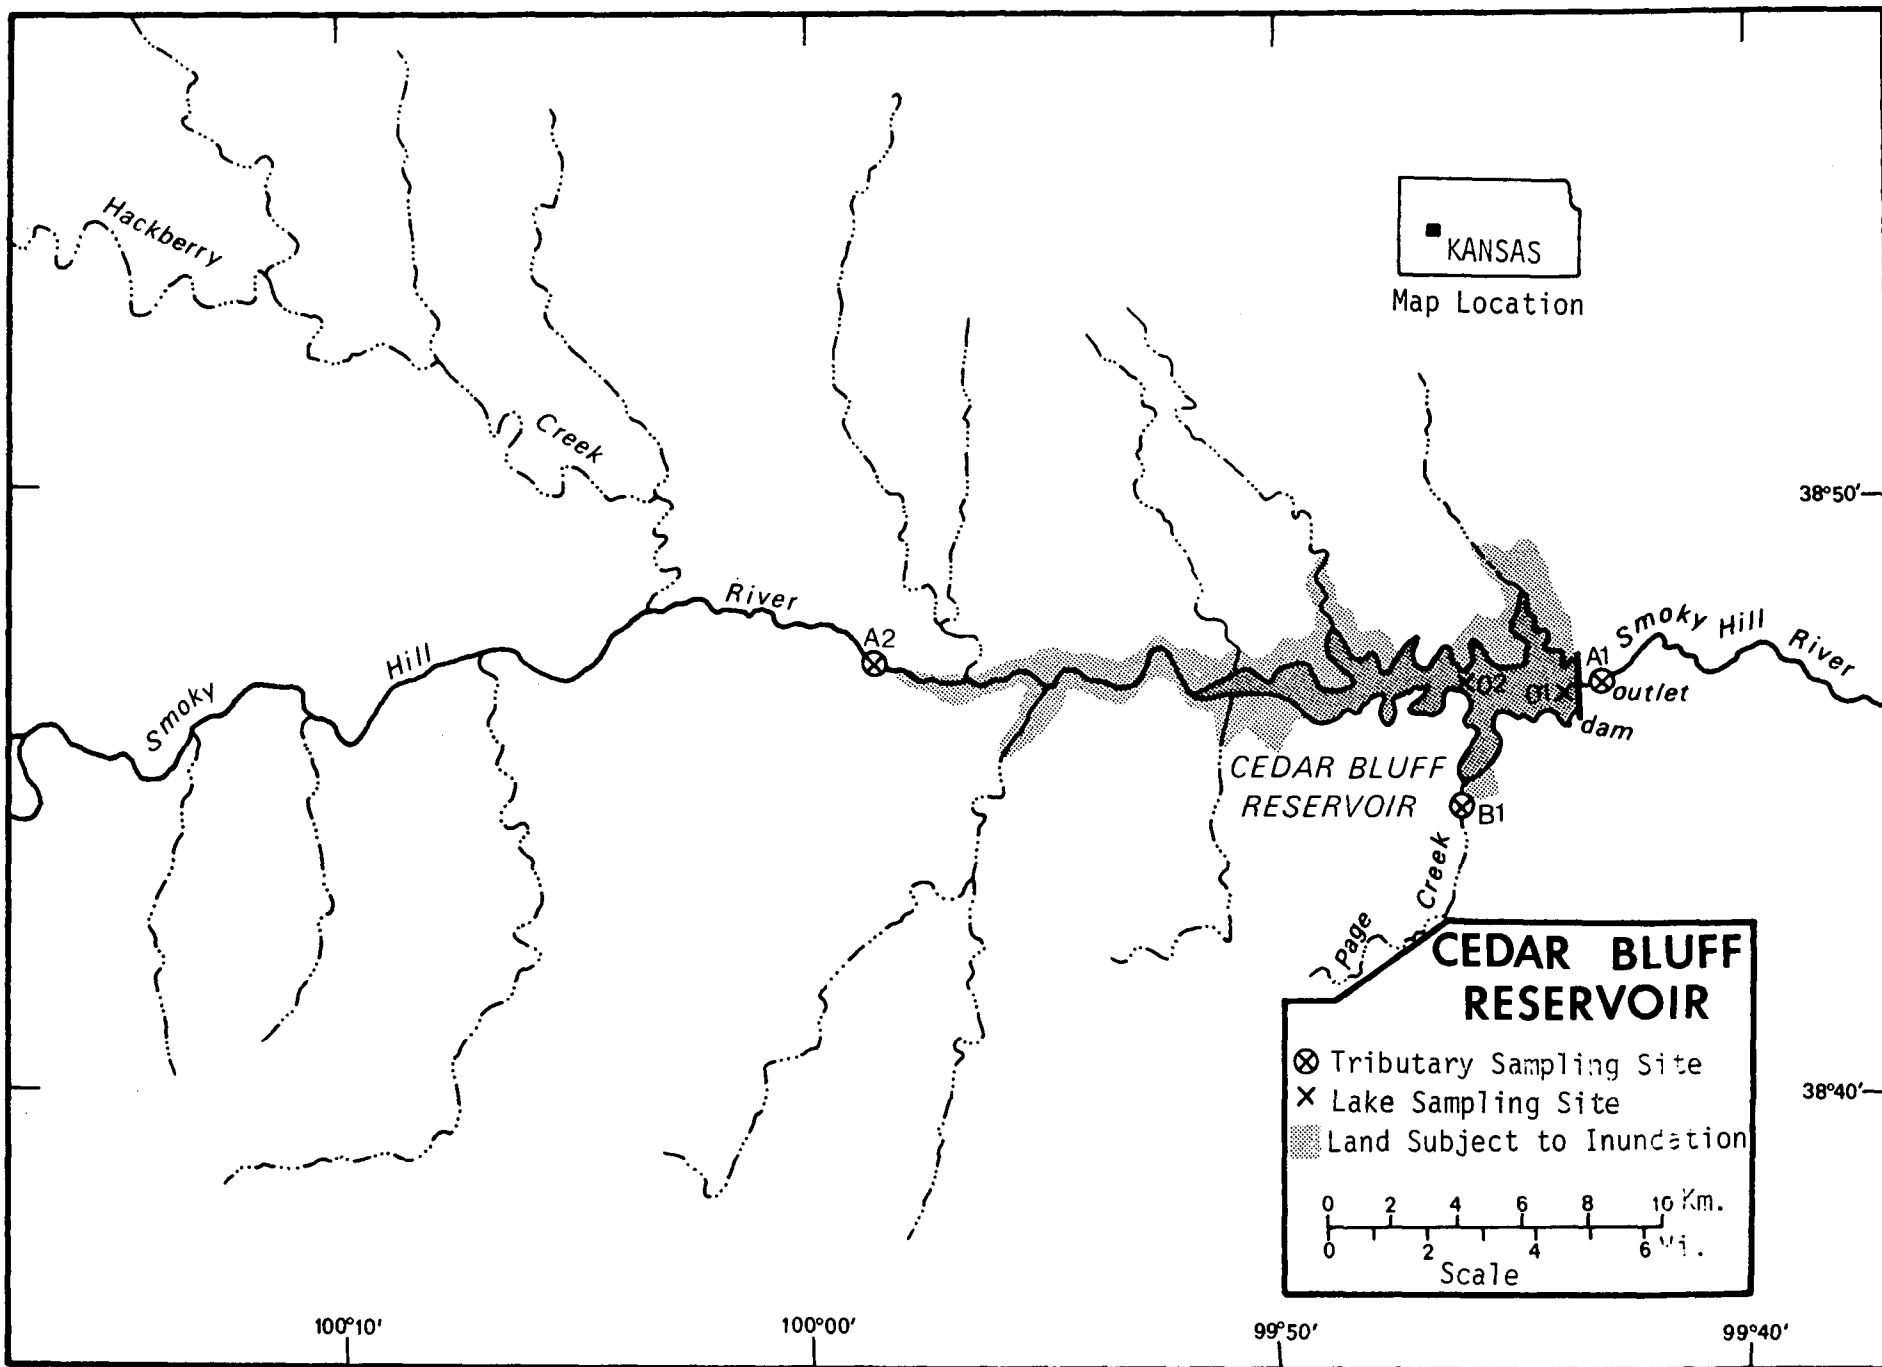 Hackberry
KANSAS
Map Location
Creek
38°50'
River
A2
Hill
Smoky
Smoky Hill River
A1
outlet
02
01
dam
CEDAR BLUFF
RESERVOIR
B1
Creek
Page
CEDAR BLUFF
RESERVOIR
Tributary Sampling Site
Lake Sampling Site
Land Subject to Inundation
38°40'
0 2 4 6 8 10 Km.
0 2 4 6 Mi.
Scale
100°10' 100°00' 99°50' 99°40'